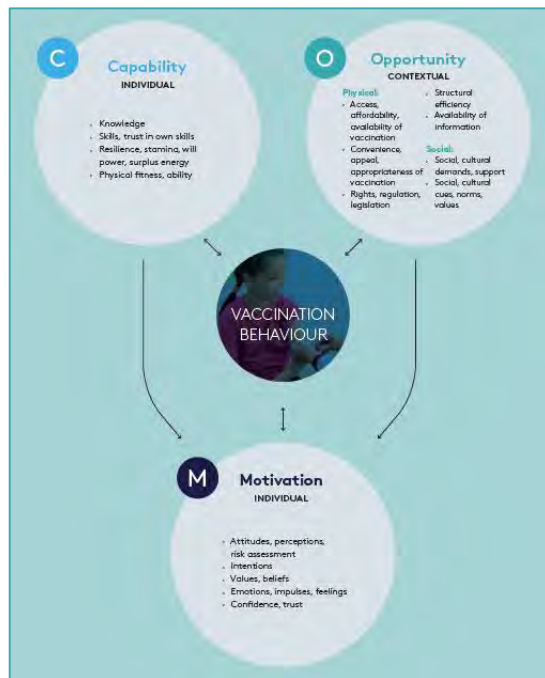 C
Capability
INDIVIDUAL
· Knowledge
· Skills, trust in own skills
· Resilience, stamina, will
power, surplus energy
· Physical fitness, ability
O
Opportunity
CONTEXTUAL
Physical:
· Access,
affordability,
availability of
vaccination
· Convenience,
appeal,
appropriateness of
vaccination
· Rights, regulation,
legislation
· Structural
efficiency
· Availability of
information
Social:
· Social, cultural
demands, support
· Social, cultural
cues, norms,
values
VACCINATION
BEHAVIOUR
M
Motivation
INDIVIDUAL
· Attitudes, perceptions,
risk assessment
· Intentions
· Values, beliefs
· Emotions, impulses, feelings
· Confidence, trust